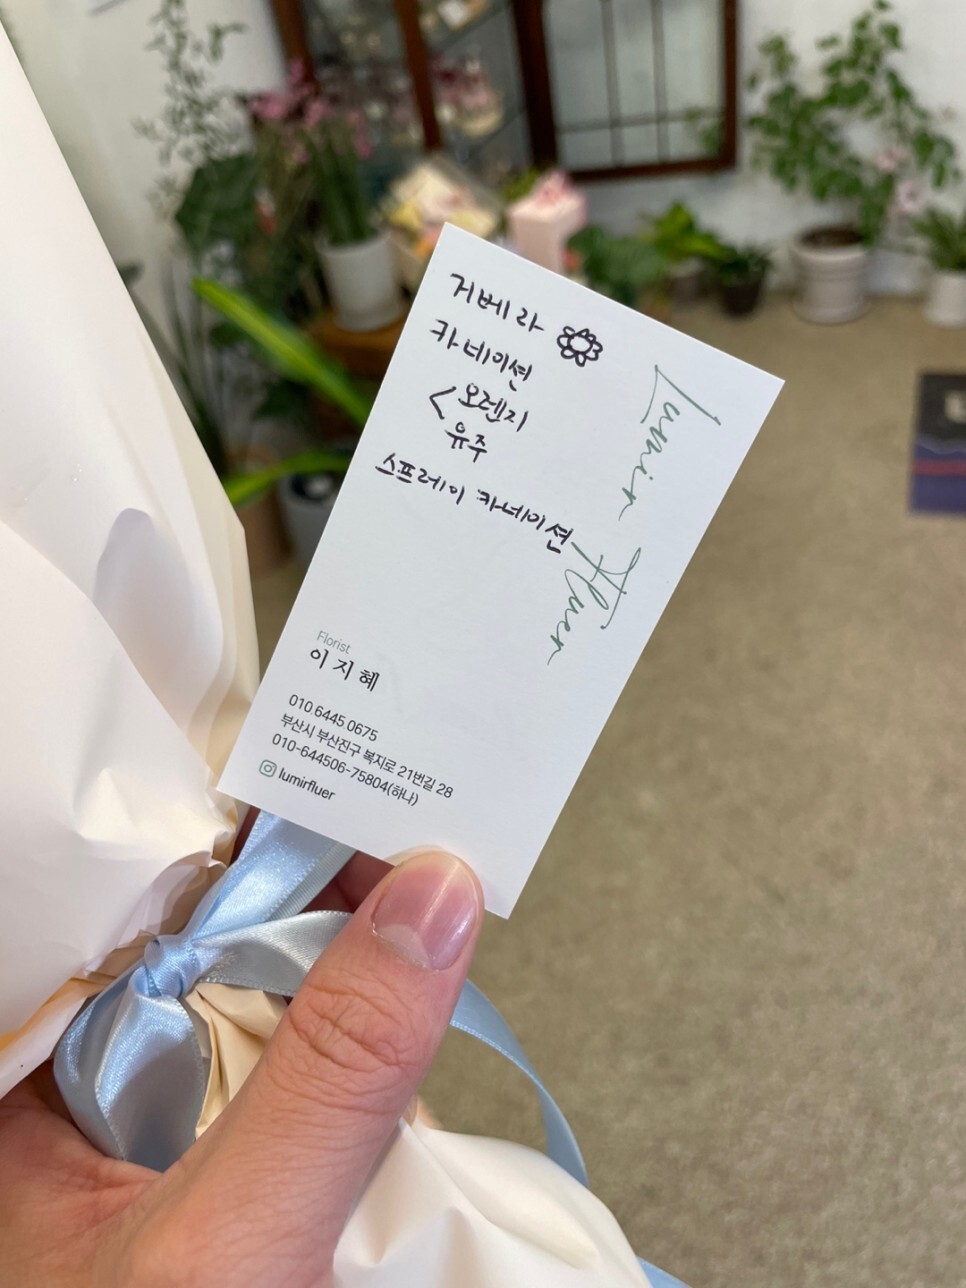 거베라
카네이션
< 오렌지
유주
스프레이 카네이션
Lumir Fluer
Florist
이지혜
010 6445 0675
부산시 부산진구 복지로 21번길 28
010-644506-75804(하나)
lumirfluer